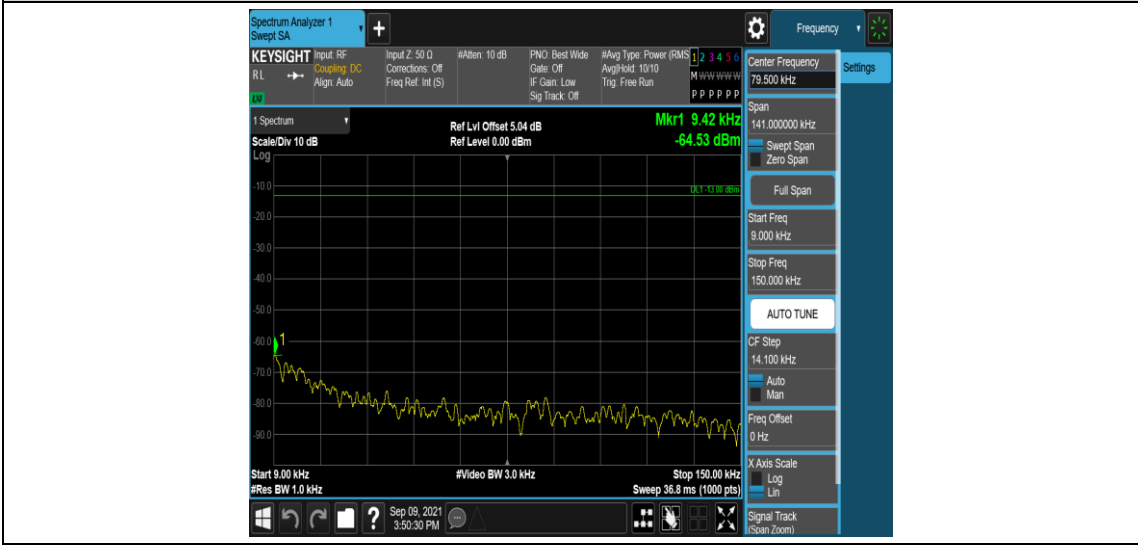 Spectrum Analyzer 1
Swept SA
+
Frequency
KEYSIGHT
RL
Input: RF
Coupling: DC
Align: Auto
Input Z: 50 Ω
Corrections: Off
Freq Ref: Int (S)
#Atten: 10 dB
PNO: Best Wide
Gate: Off
IF Gain: Low
Sig Track: Off
#Avg Type: Power (RMS
Avg|Hold: 10/10
Trig: Free Run
1 2 3 4 5 6
M W W W W W
P P P P P P
LXI
1 Spectrum
Scale/Div 10 dB
Log
Ref Lvl Offset 5.04 dB
Ref Level 0.00 dBm
Mkr1 9.42 kHz
-64.53 dBm
DL1 -13.00 dBm
-10.0
-20.0
-30.0
-40.0
-50.0
-60.0
1
-70.0
-80.0
-90.0
Start 9.00 kHz
#Res BW 1.0 kHz
#Video BW 3.0 kHz
Stop 150.00 kHz
Sweep 36.8 ms (1000 pts)
?
Sep 09, 2021
3:50:30 PM
Center Frequency
79.500 kHz
Settings
Span
141.000000 kHz
Swept Span
Zero Span
Full Span
Start Freq
9.000 kHz
Stop Freq
150.000 kHz
AUTO TUNE
CF Step
14.100 kHz
Auto
Man
Freq Offset
0 Hz
X Axis Scale
Log
Lin
Signal Track
(Span Zoom)